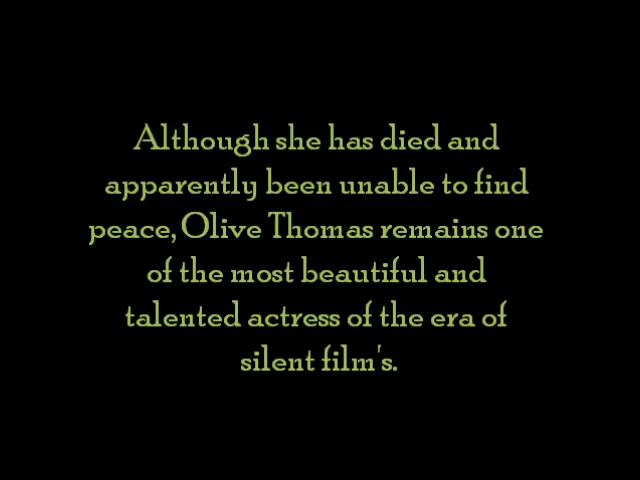 Although she has died and
apparently been unable to find
peace, Olive Thomas remains one
of the most beautiful and
talented actress of the era of
silent film's.